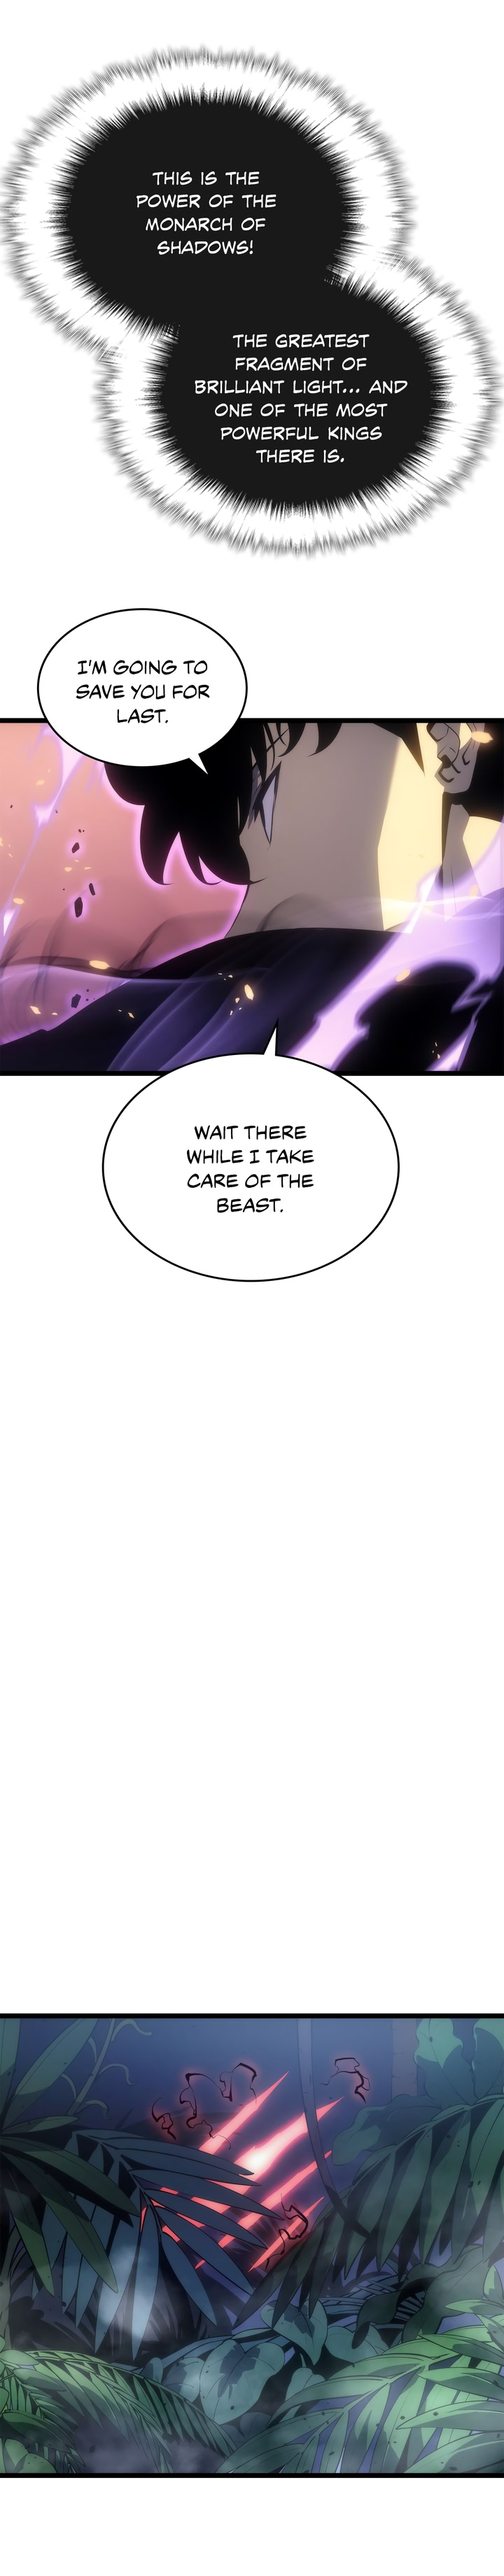 THIS IS THE
POWER OF THE
MONARCH OF
SHADOWS!
THE GREATEST
FRAGMENT OF
BRILLIANT LIGHT... AND
ONE OF THE MOST
POWERFUL KINGS
THERE IS.
I'M GOING TO
SAVE YOU FOR
LAST.
WAIT THERE
WHILE I TAKE
CARE OF THE
BEAST.